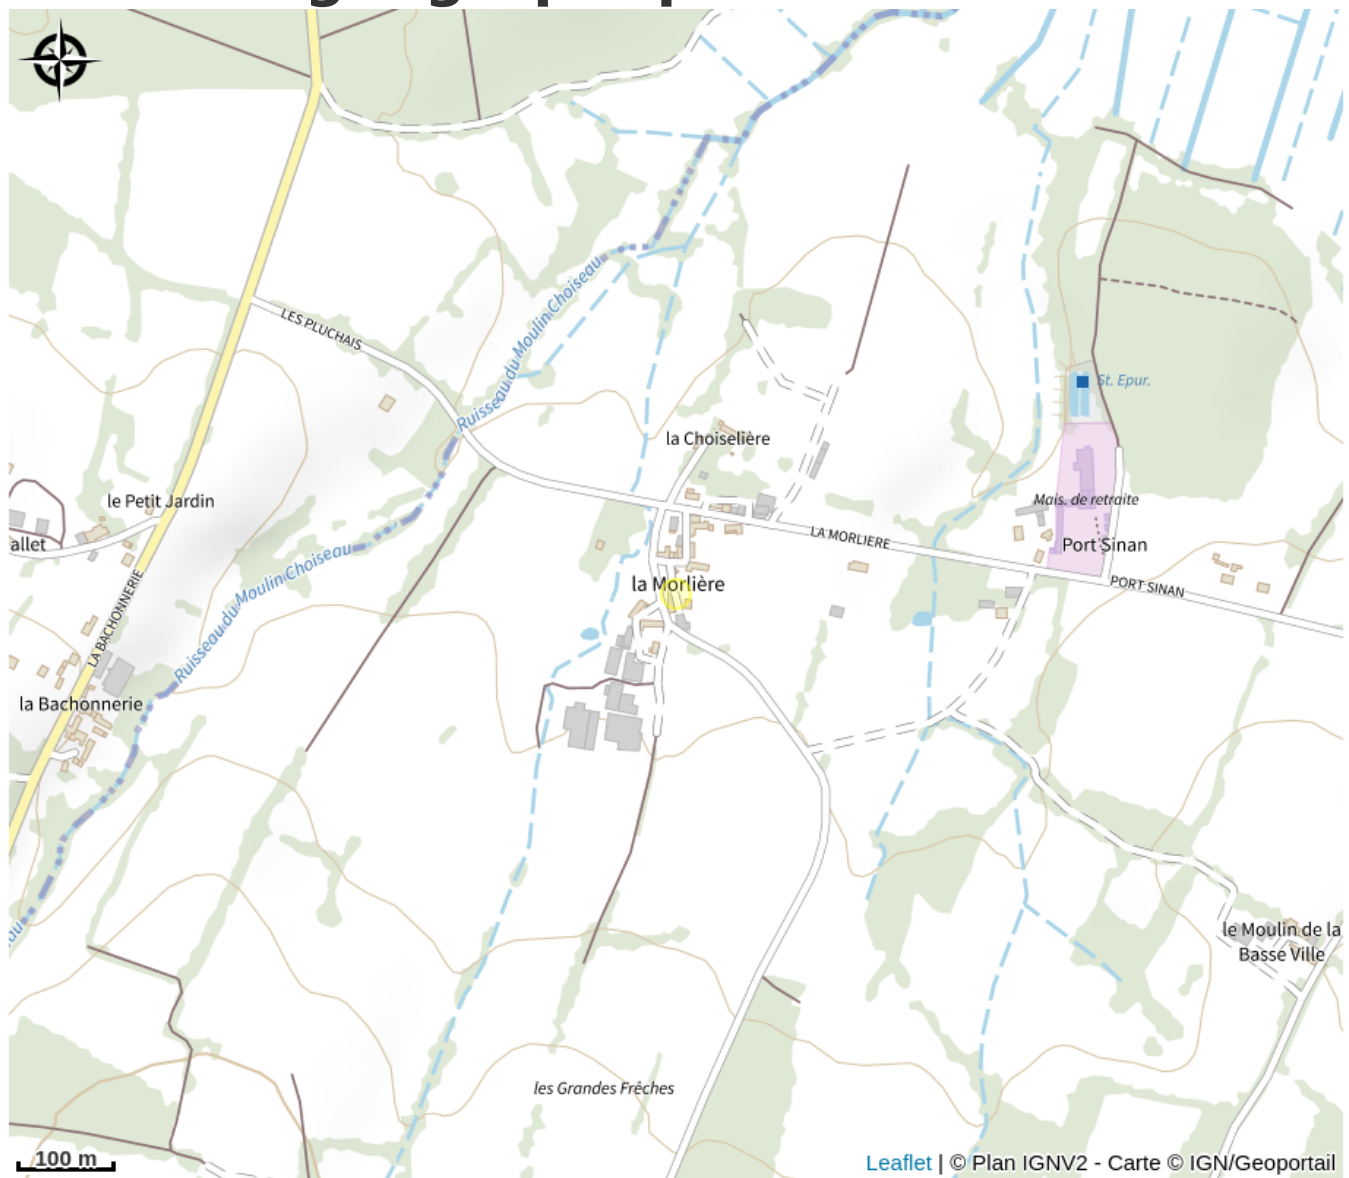 LES PLUCHAIS
Ruisseau du Moulin Choiseau
St. Epur.
la Choiselière
le Petit Jardin
Mais. de retraite
allet
LA MORLIERE
Port Sinan
Ruisseau du Moulin Choiseau
la Morlière
PORT SINAN
LA BACHONNERIE
la Bachonnerie
le Moulin de la
Basse Ville
les Grandes Frêches
100 m
Leaflet | © Plan IGNV2 - Carte © IGN/Geoportail